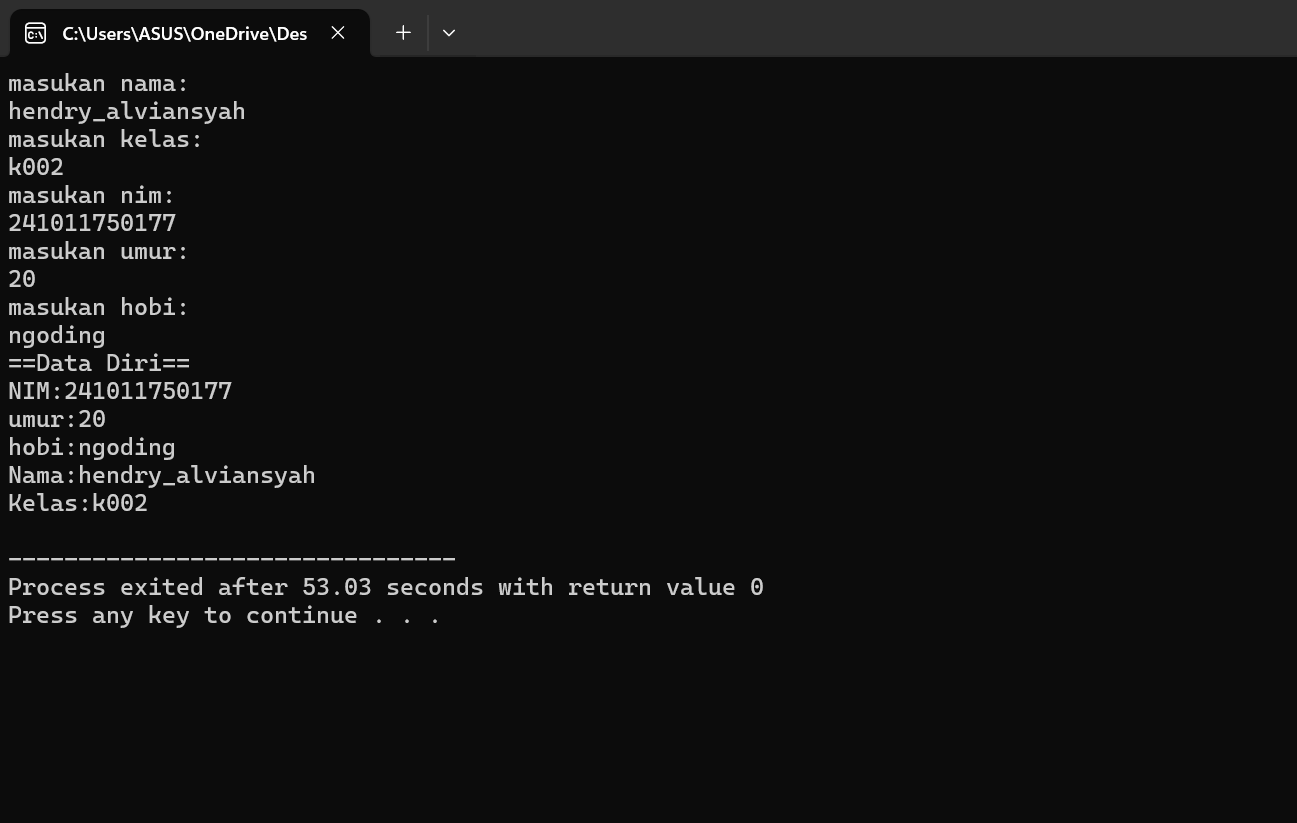 C:\Users\ASUS\OneDrive\Des
masukan nama:
hendry_alviansyah
masukan kelas:
k002
masukan nim:
241011750177
masukan umur:
20
masukan hobi:
ngoding
==Data Diri==
NIM:241011750177
umur:20
hobi:ngoding
Nama:hendry_alviansyah
Kelas:k002

--------------------------------
Process exited after 53.03 seconds with return value 0
Press any key to continue . . .